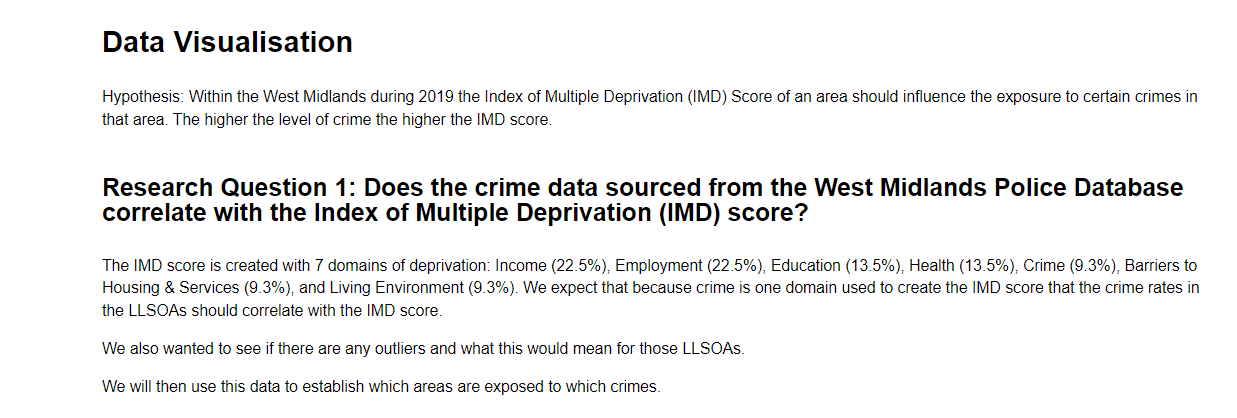 Data Visualisation
Hypothesis: Within the West Midlands during 2019 the Index of Multiple Deprivation (IMD) Score of an area should influence the exposure to certain crimes in
that area. The higher the level of crime the higher the IMD score.
Research Question 1: Does the crime data sourced from the West Midlands Police Database
correlate with the Index of Multiple Deprivation (IMD) score?
The IMD score is created with 7 domains of deprivation: Income (22.5%), Employment (22.5%), Education (13.5%), Health (13.5%), Crime (9.3%), Barriers to
Housing & Services (9.3%), and Living Environment (9.3%). We expect that because crime is one domain used to create the IMD score that the crime rates in
the LLSOAs should correlate with the IMD score.
We also wanted to see if there are any outliers and what this would mean for those LLSOAs.
We will then use this data to establish which areas are exposed to which crimes.